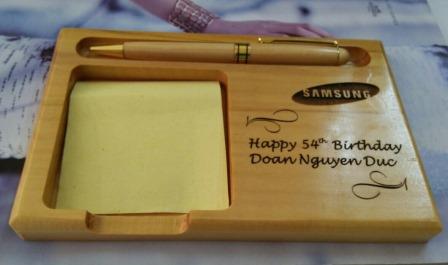 SAMSUNG
Happy 54th Birthday
Doan Nguyen Duc